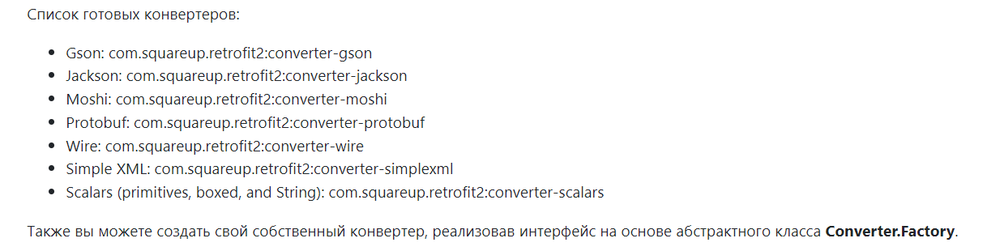 Список готовых конвертеров:
Gson: com.squareup.retrofit2:converter-gson
Jackson: com.squareup.retrofit2:converter-jackson
Moshi: com.squareup.retrofit2:converter-moshi
Protobuf: com.squareup.retrofit2:converter-protobuf
Wire: com.squareup.retrofit2:converter-wire
Simple XML: com.squareup.retrofit2:converter-simplexml
Scalars (primitives, boxed, and String): com.squareup.retrofit2:converter-scalars
Также вы можете создать свой собственный конвертер, реализовав интерфейс на основе абстрактного класса Converter.Factory.